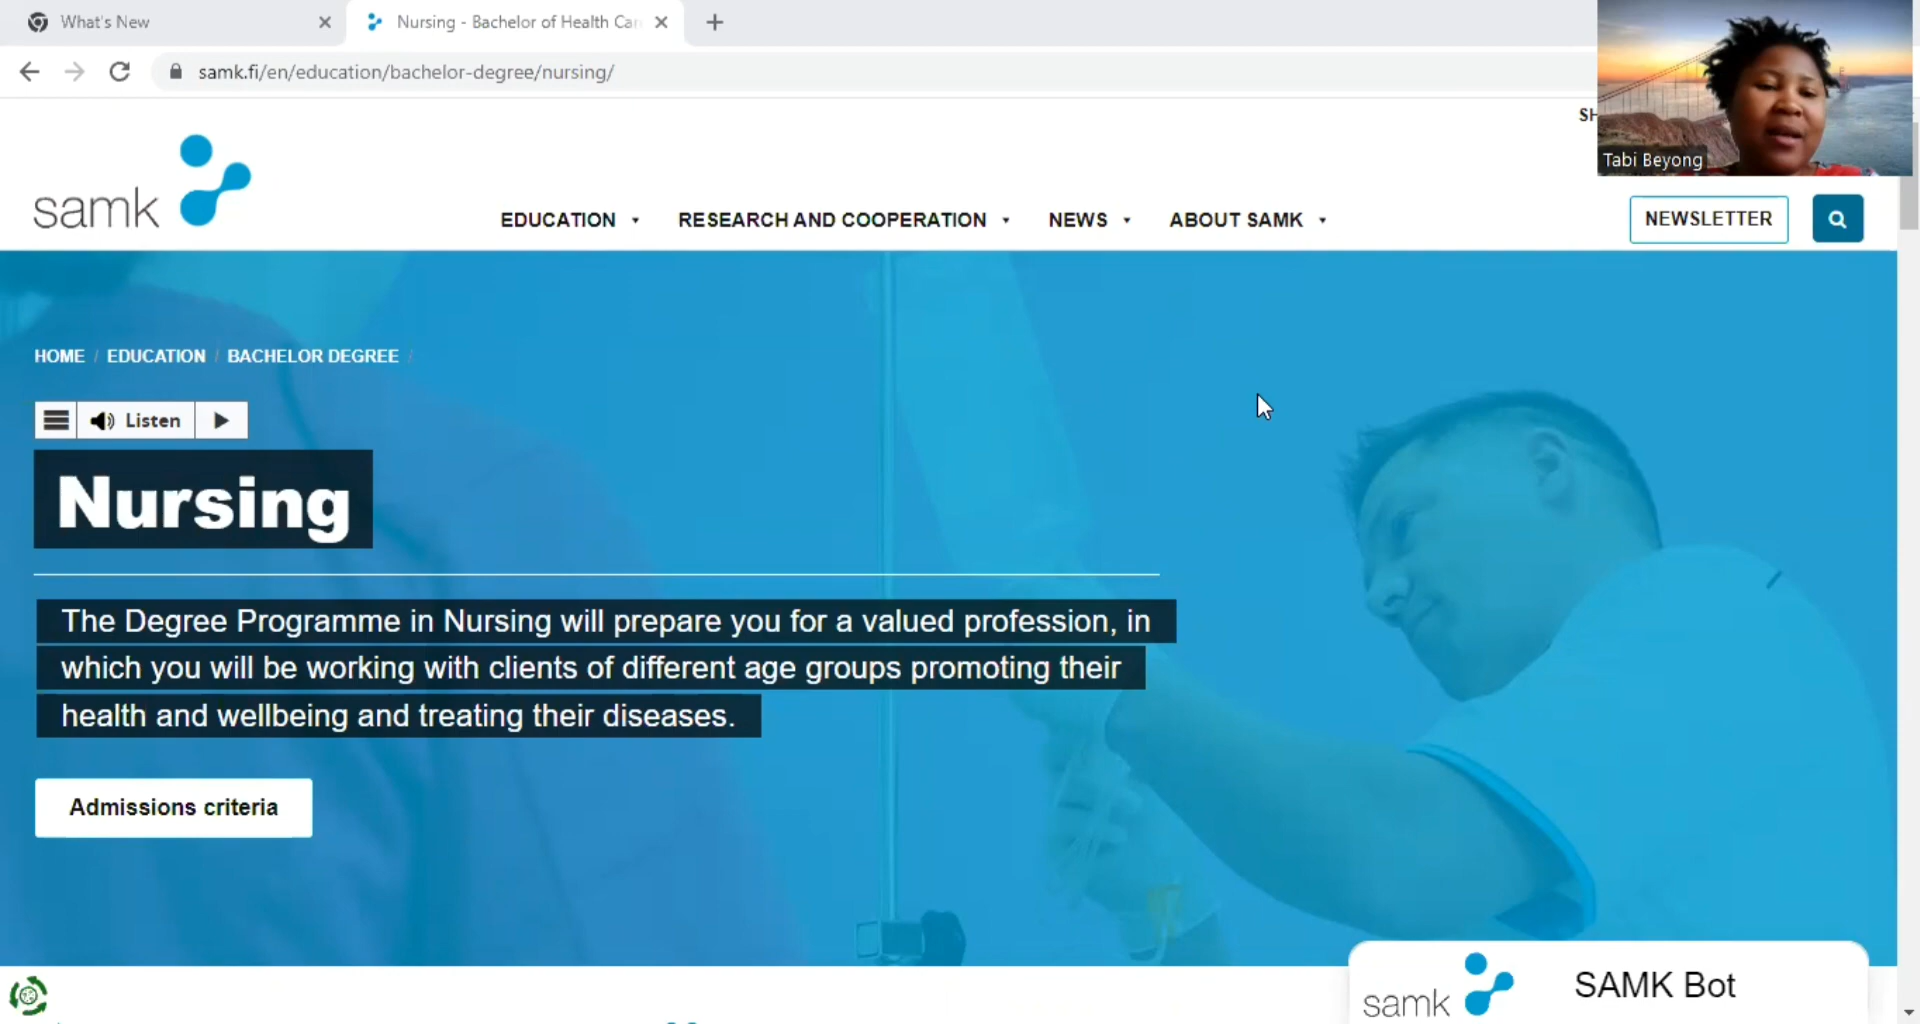 What's New
Nursing - Bachelor of Health Car
samk.fi/en/education/bachelor-degree/nursing/
SH
Tabi Beyong
samk
EDUCATION
RESEARCH AND COOPERATION
NEWS
ABOUT SAMK
NEWSLETTER
HOME / EDUCATION / BACHELOR DEGREE /
Listen
Nursing
The Degree Programme in Nursing will prepare you for a valued profession, in
which you will be working with clients of different age groups promoting their
health and wellbeing and treating their diseases.
Admissions criteria
samk
SAMK Bot